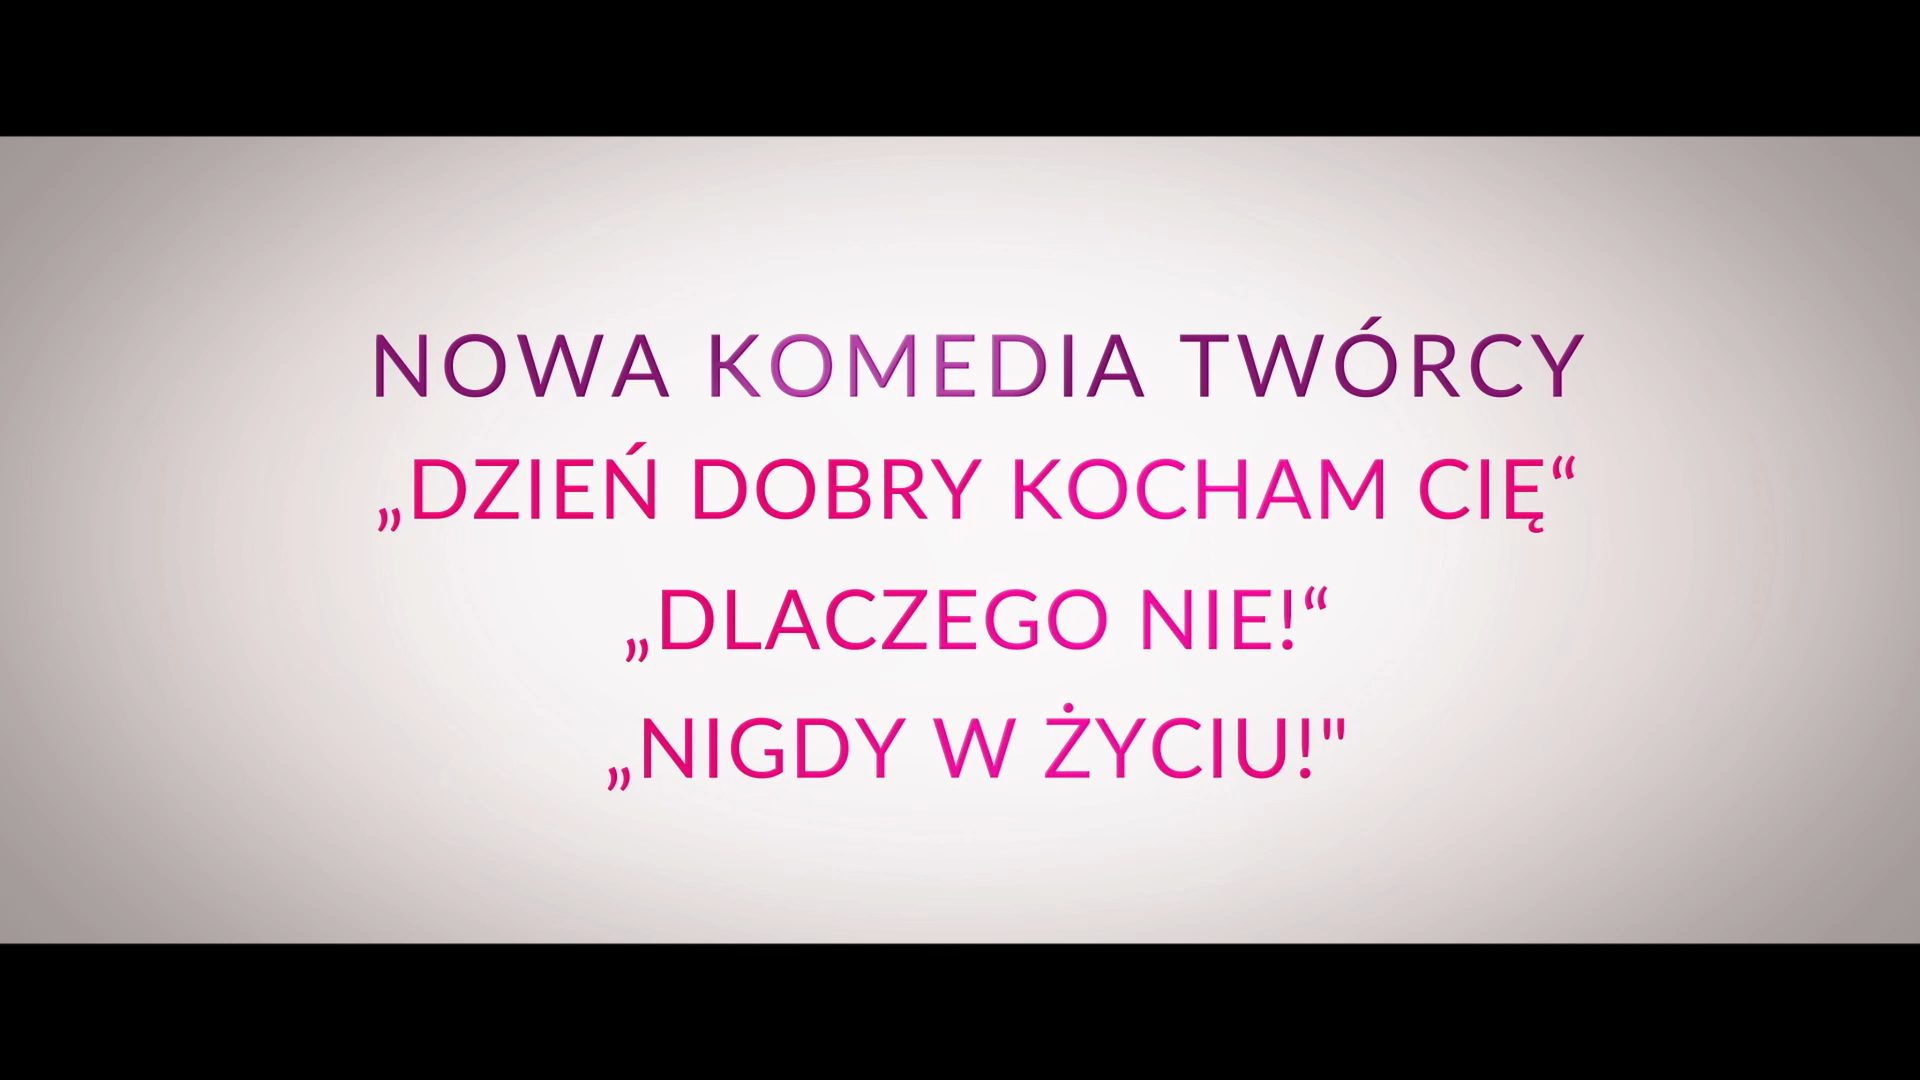 NOWA KOMEDIA TWÓRCY
„DZIEŃ DOBRY KOCHAM CIĘ“
„DLACZEGO NIE!“
„NIGDY W ŻYCIU!"